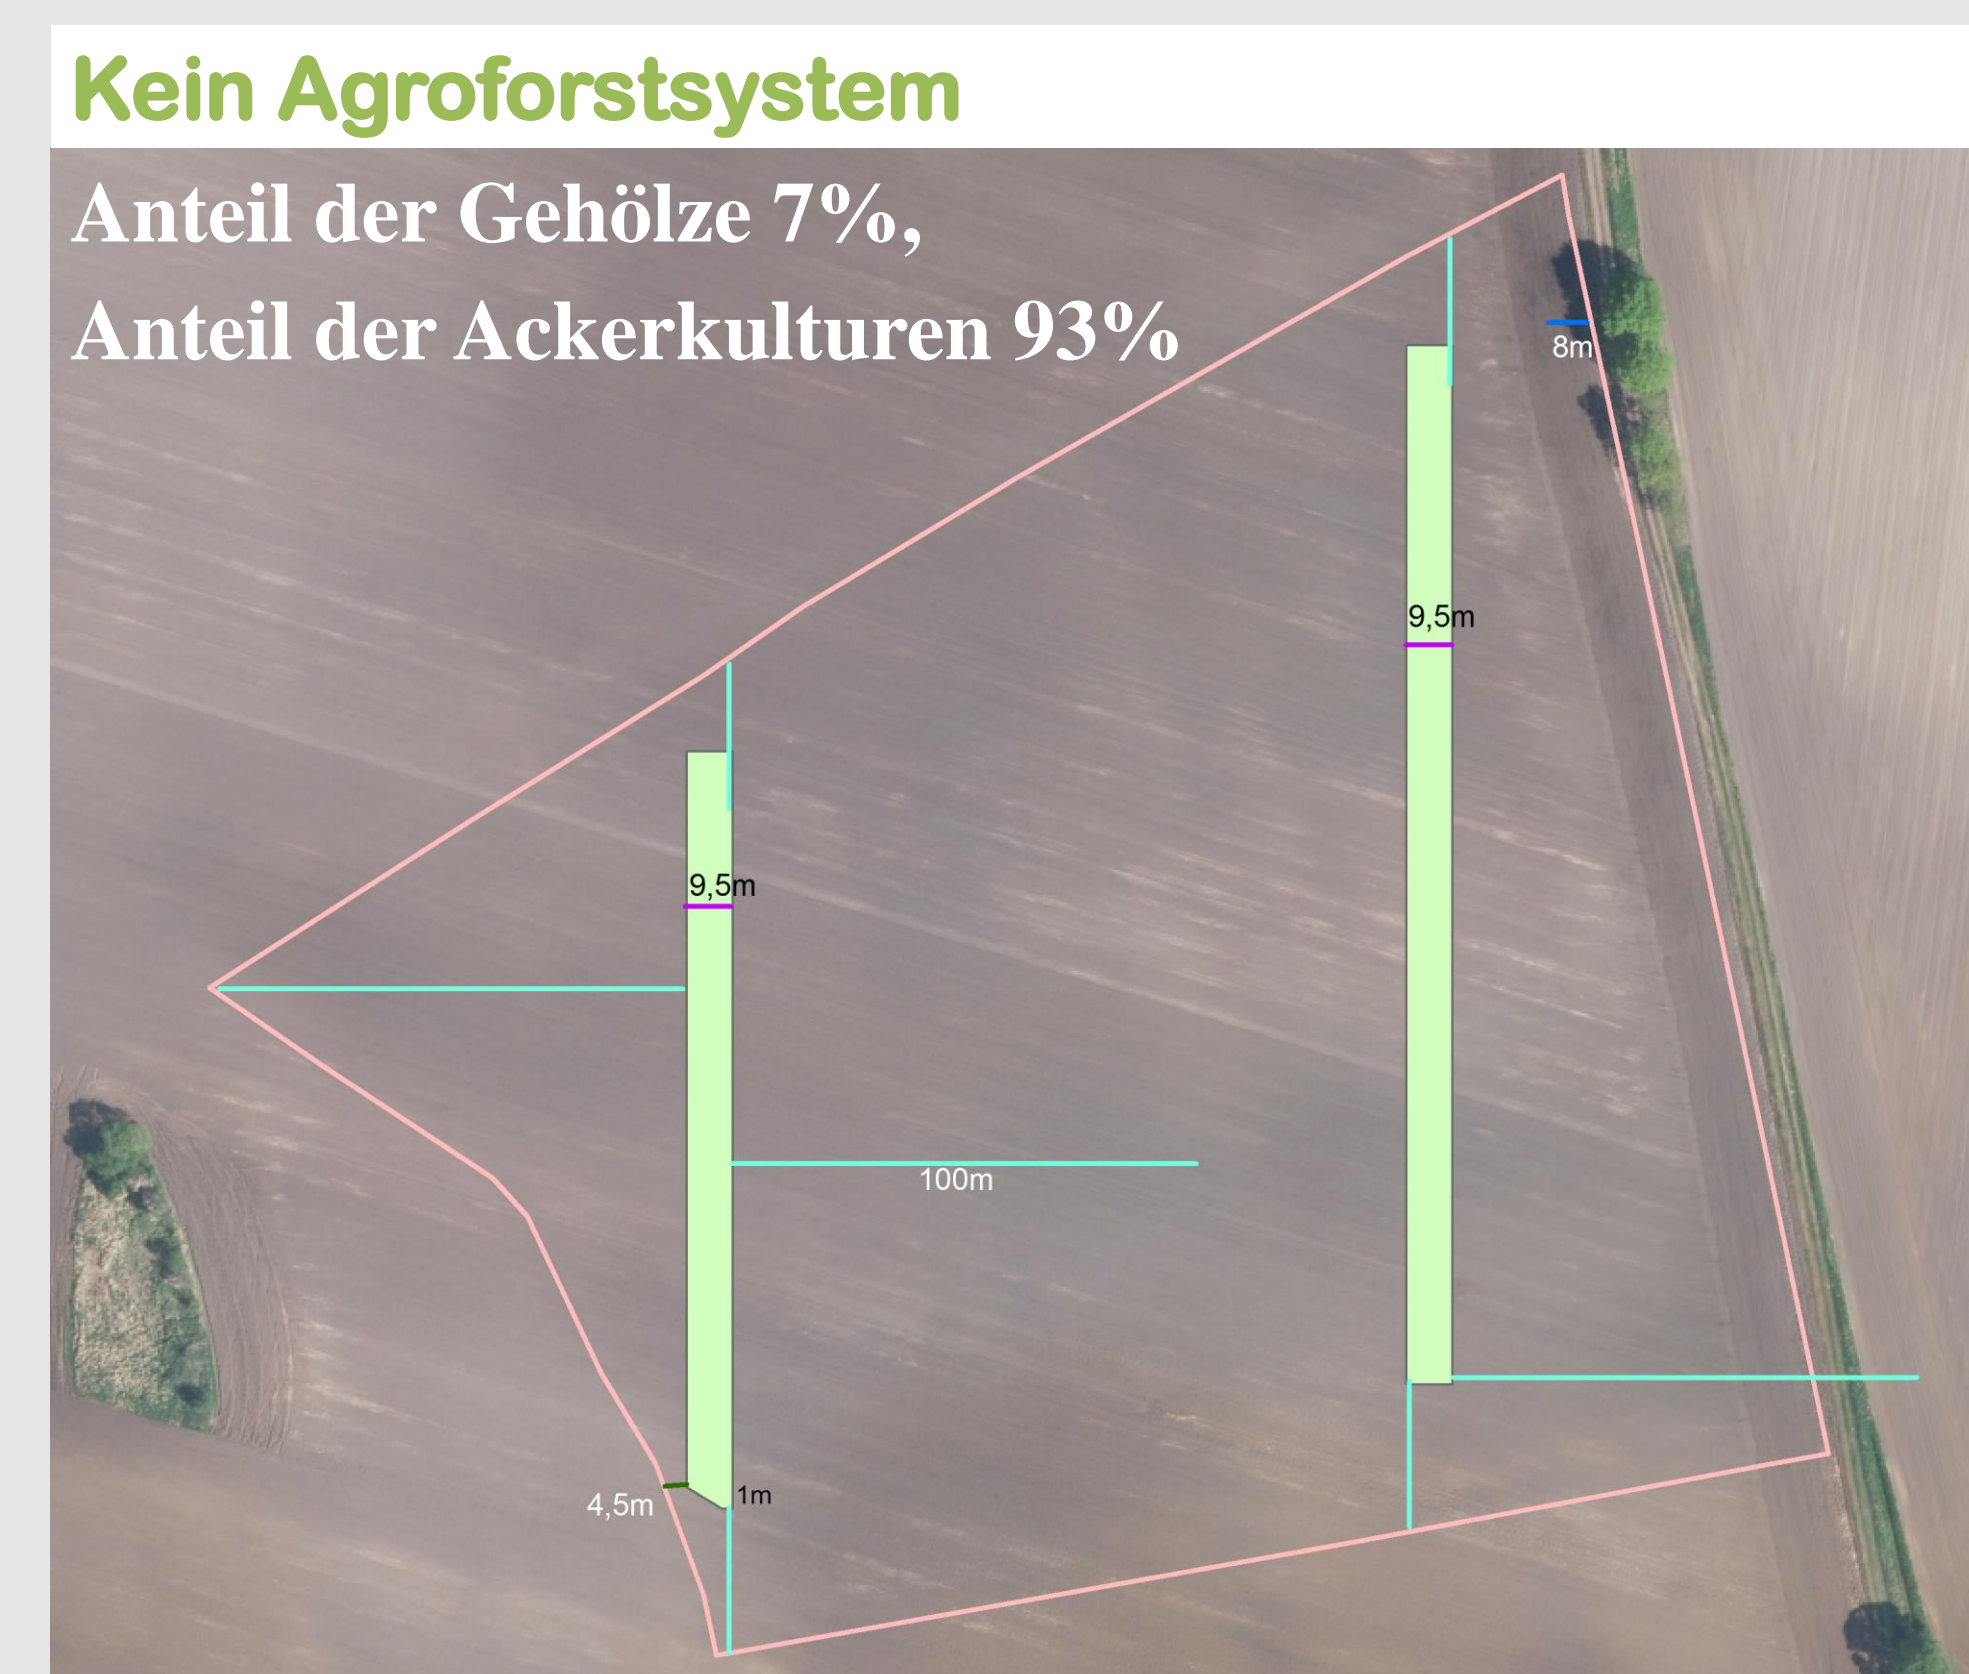 Kein Agroforstsystem
Anteil der Gehölze 7%,
Anteil der Ackerkulturen 93%
8m
9,5m
9,5m
100m
4,5m
1m